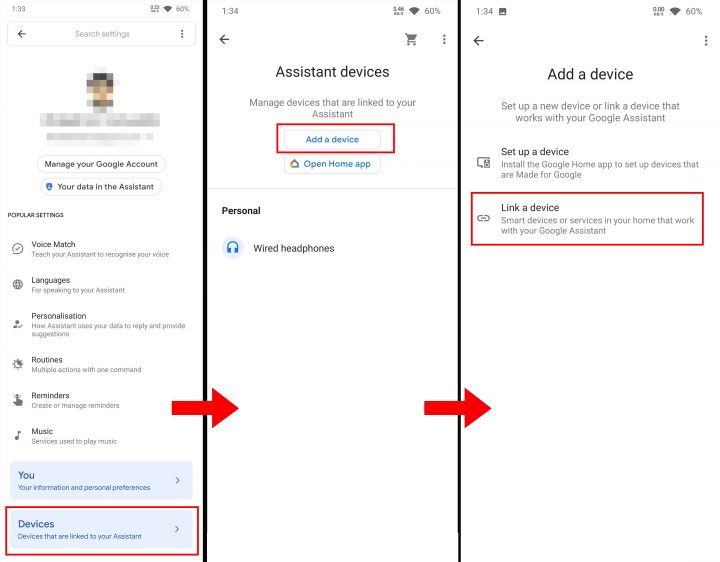 1:33
0.23 KB/S
60%
Search settings
Manage your Google Account
Your data in the Assistant
POPULAR SETTINGS
Voice Match
Teach your Assistant to recognise your voice
Languages
For speaking to your Assistant
Personalisation
How Assistant uses your data to reply and provide
suggestions
Routines
Multiple actions with one command
Reminders
Create or manage reminders
Music
Services used to play music
You
Your information and personal preferences
Devices
Devices that are linked to your Assistant
1:34
3.46 KB/S
60%
Assistant devices
Manage devices that are linked to your
Assistant
Add a device
Open Home app
Personal
Wired headphones
1:34
0.00 KB/S
60%
Add a device
Set up a new device or link a device that
works with your Google Assistant
Set up a device
Install the Google Home app to set up devices that
are Made for Google
Link a device
Smart devices or services in your home that work
with your Google Assistant